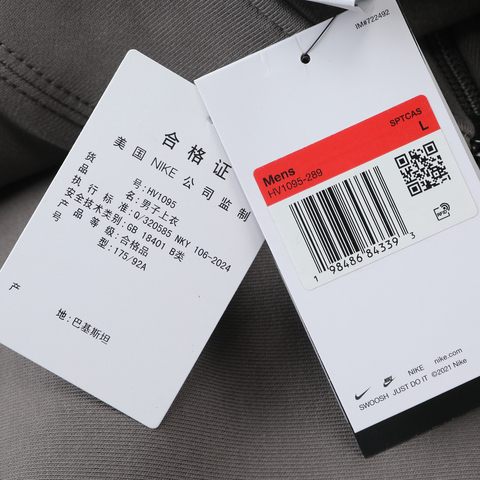 合格证
美国 NIKE 公司监制
货 号: HV1095
品 名: 男子上衣
执行标准: Q/320585 NKY 106-2024
安全技术类别: GB 18401 B类
产品等级: 合格品
号 型: 175/92A
产 地: 巴基斯坦
IM#722492
SPTCAS
L
Mens
HV1095-289
1 98486 84339 3
RFID
NIKE nike.com
SWOOSH JUST DO IT ©2021 Nike